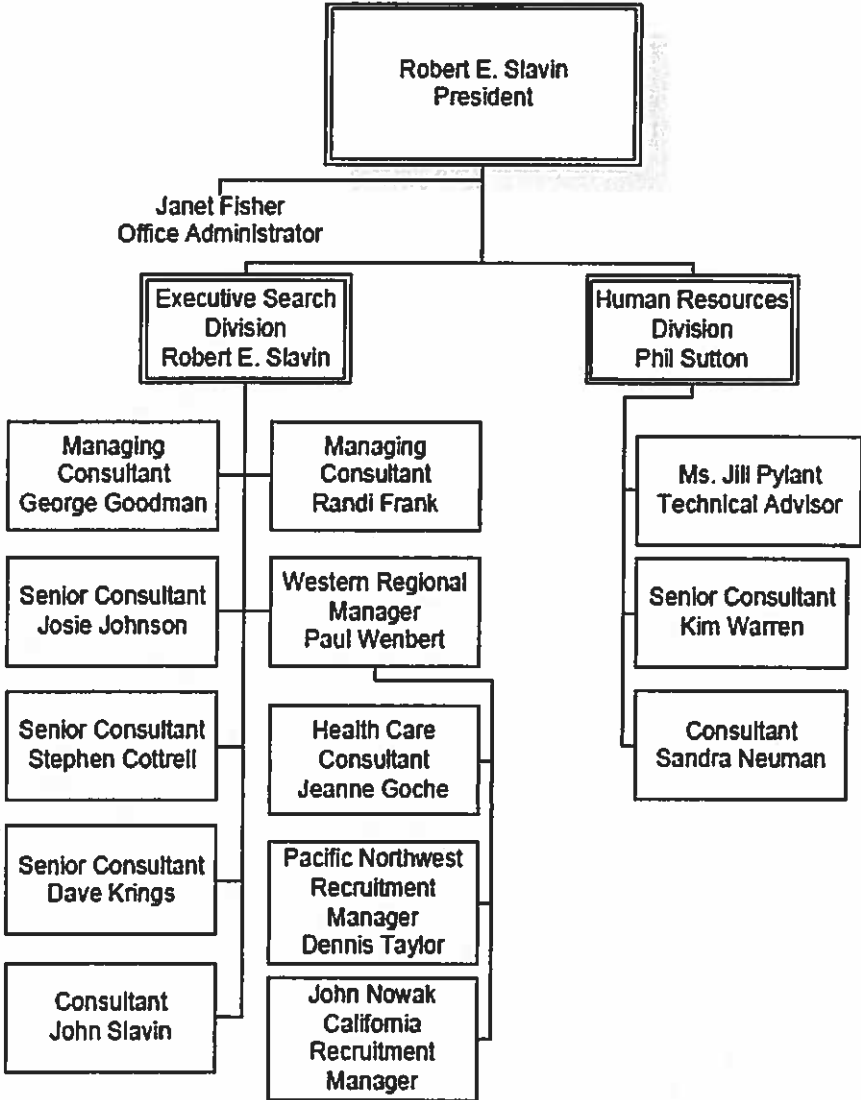 Robert E. Slavin
President
Janet Fisher
Office Administrator
Executive Search
Division
Robert E. Slavin
Human Resources
Division
Phil Sutton
Managing
Consultant
George Goodman
Managing
Consultant
Randi Frank
Ms. Jill Pylant
Technical Advisor
Senior Consultant
Josie Johnson
Western Regional
Manager
Paul Wenbert
Senior Consultant
Kim Warren
Senior Consultant
Stephen Cottrell
Health Care
Consultant
Jeanne Goche
Consultant
Sandra Neuman
Senior Consultant
Dave Krings
Pacific Northwest
Recruitment
Manager
Dennis Taylor
Consultant
John Slavin
John Nowak
California
Recruitment
Manager